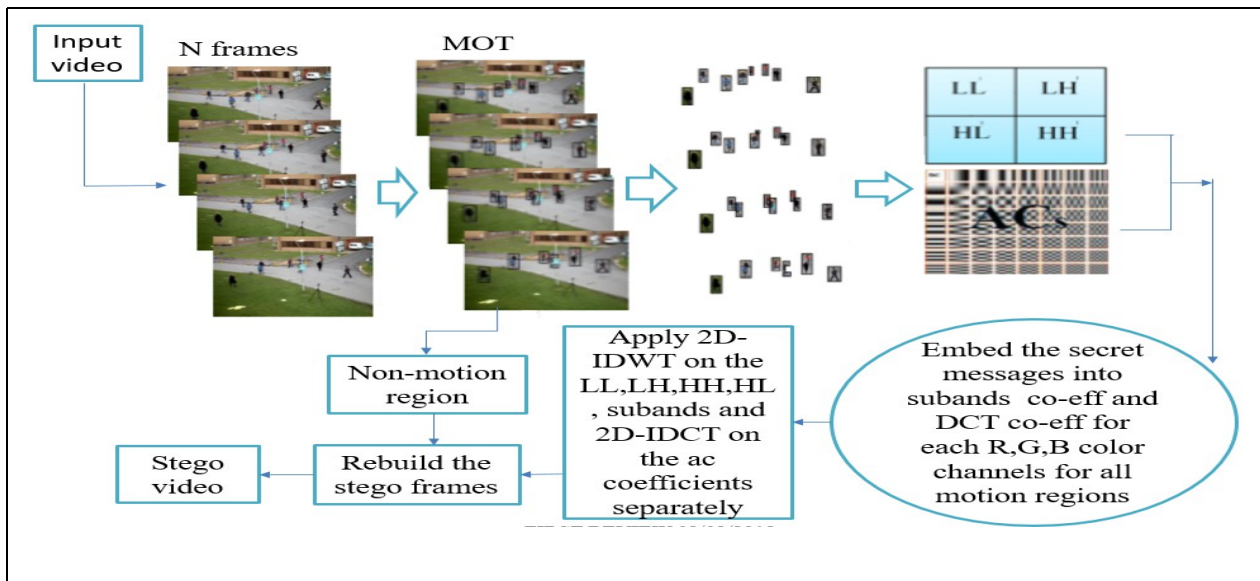 Input
video
N frames
MOT
LL
LH
HL
HH
ACs
Embed the secret
messages into
subands co-eff and
DCT co-eff for
each R,G,B color
channels for all
motion regions
Apply 2D-
IDWT on the
LL,LH,HH,HL
, subands and
2D-IDCT on
the ac
coefficients
separately
Non-motion
region
Rebuild the
stego frames
Stego
video